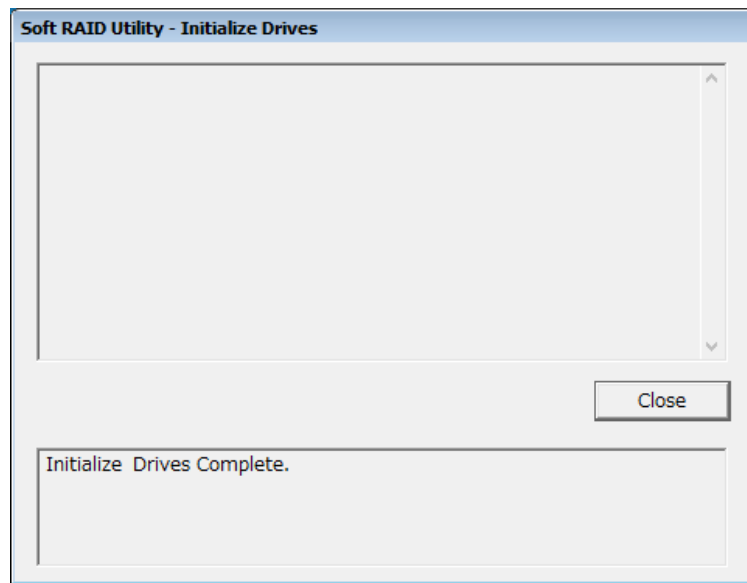 Soft RAID Utility - Initialize Drives
Close
Initialize Drives Complete.